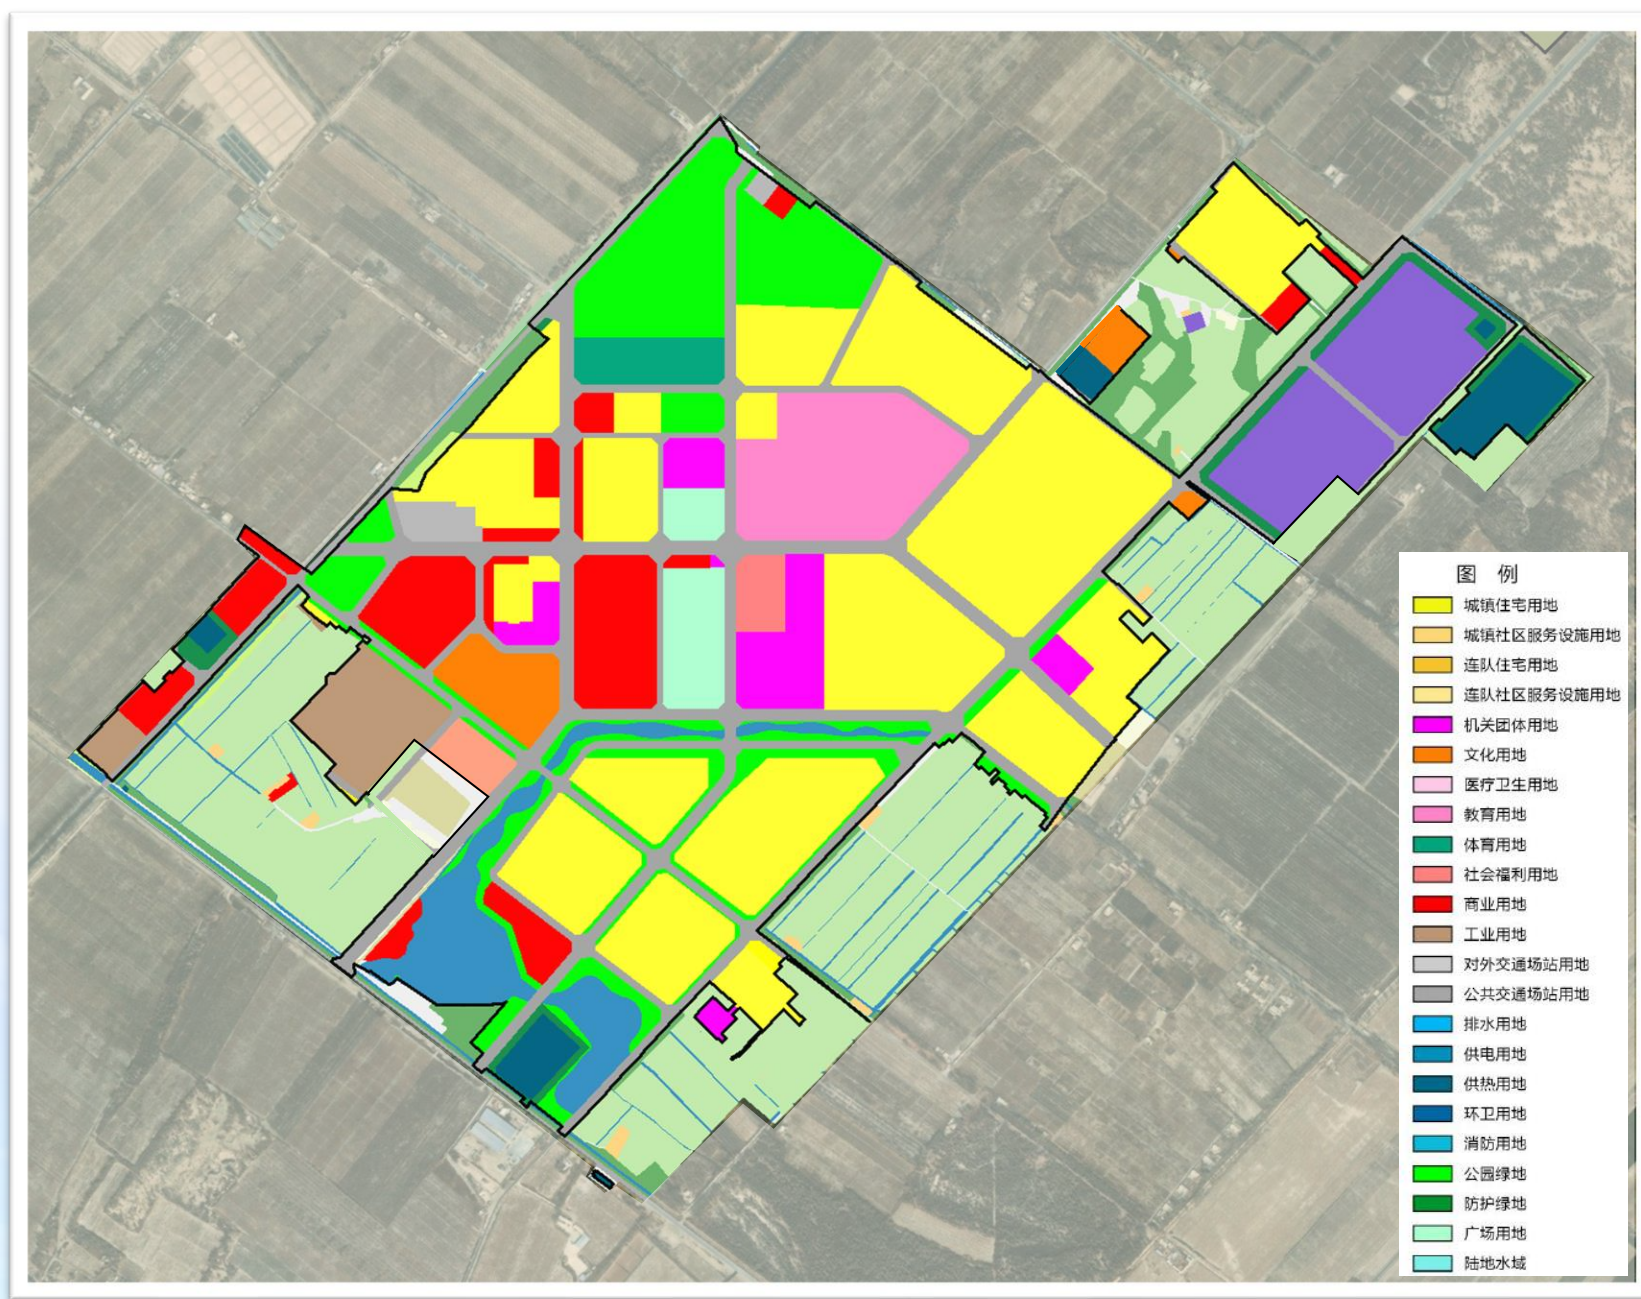 图 例
城镇住宅用地
城镇社区服务设施用地
连队住宅用地
连队社区服务设施用地
机关团体用地
文化用地
医疗卫生用地
教育用地
体育用地
社会福利用地
商业用地
工业用地
对外交通场站用地
公共交通场站用地
排水用地
供电用地
供热用地
环卫用地
消防用地
公园绿地
防护绿地
广场用地
陆地水域